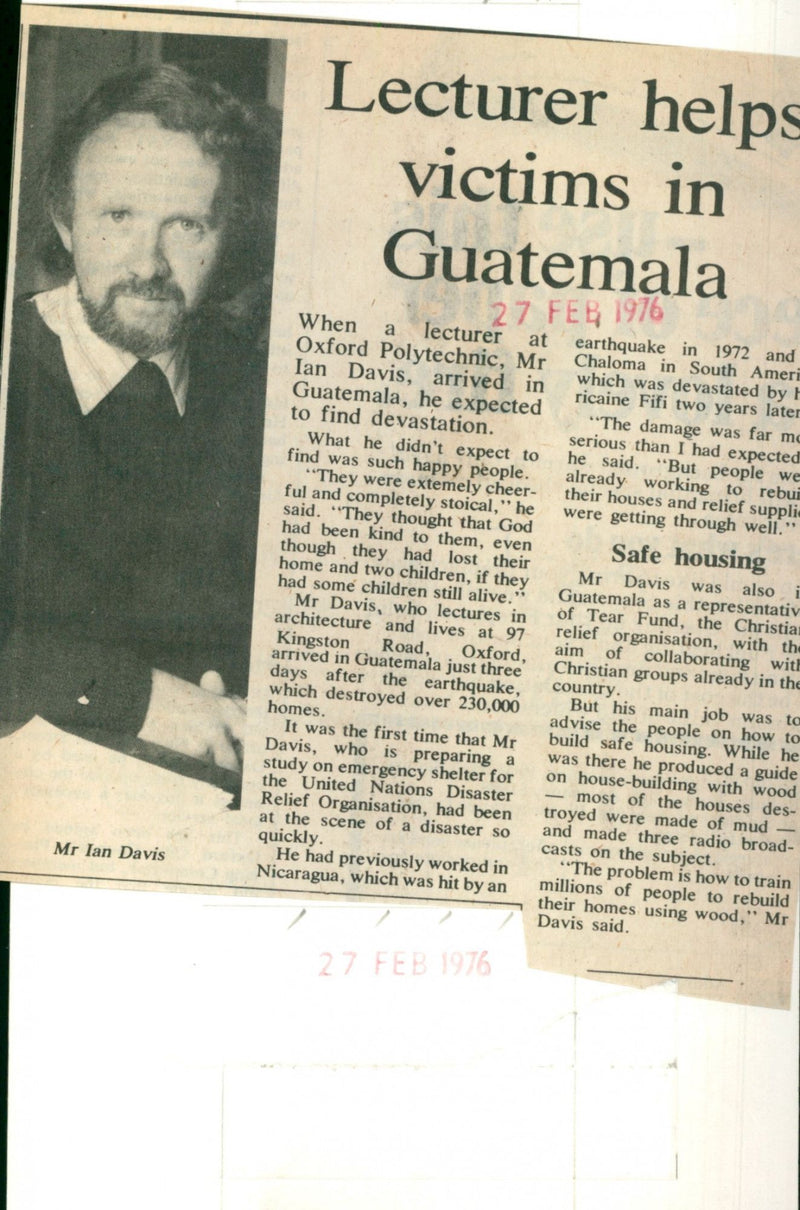 Lecturer helps
victims in
Guatemala
27 FEB 1976
When a lecturer at
Oxford Polytechnic, Mr
Ian Davis, arrived in
Guatemala, he expected
to find devastation.
What he didn't expect to
find was such happy people.
"They were extemely cheer-
ful and completely stoical," he
said. "They thought that God
had been kind to them, even
though they had lost their
home and two children, if they
had some children still alive."
Mr Davis, who lectures in
architecture and lives at 97
Kingston Road, Oxford,
arrived in Guatemala just three
days after the earthquake,
which destroyed over 230,000
homes.
It was the first time that Mr
Davis, who is preparing a
study on emergency shelter for
the United Nations Disaster
Relief Organisation, had been
at the scene of a disaster so
quickly.
He had previously worked in
Nicaragua, which was hit by an
earthquake in 1972 and
Chaloma in South Ameri
which was devastated by h
ricaine Fifi two years later
"The damage was far mo
serious than I had expected
he said. "But people we
already working to rebui
their houses and relief supplie
were getting through well."
Safe housing
Mr Davis was also i
Guatemala as a representativ
of Tear Fund, the Christia
relief organisation, with the
aim of collaborating with
Christian groups already in the
country.
But his main job was to
advise the people on how to
build safe housing. While he
was there he produced a guide
on house-building with wood
— most of the houses des-
troyed were made of mud —
and made three radio broad-
casts on the subject.
"The problem is how to train
millions of people to rebuild
their homes using wood," Mr
Davis said.
Mr Ian Davis
27 FEB 1976